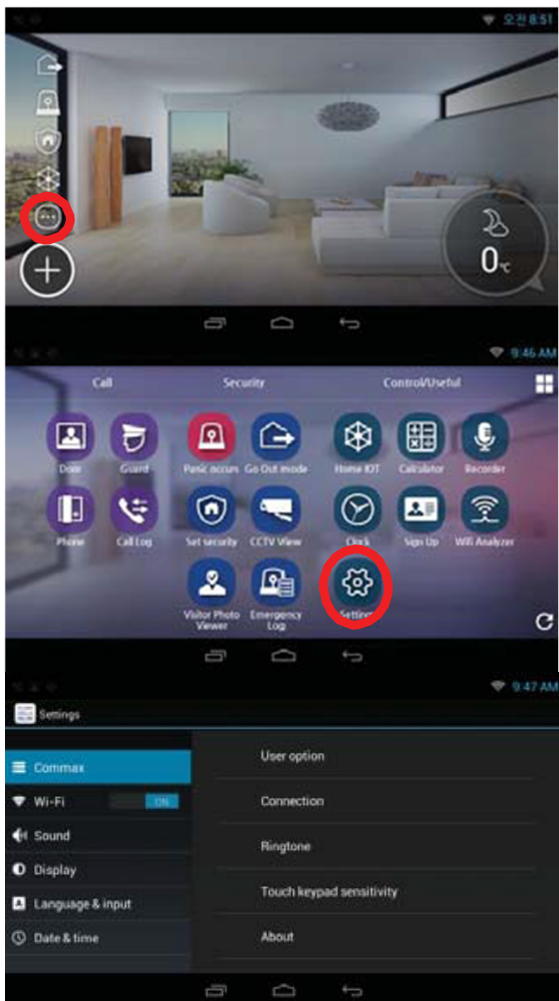 오전 8:51
0℃
9:46 AM
Call Security Control/Useful
Door Guard Panic occurs Go Out mode Home IOT Calculator Recorder
Phone Call Log Set security CCTV View Clock Sign Up Wifi Analyzer
Visitor Photo Viewer Emergency Log Settings
9:47 AM
Settings
Commax
Wi-Fi ON
Sound
Display
Language & input
Date & time
User option
Connection
Ringtone
Touch keypad sensitivity
About